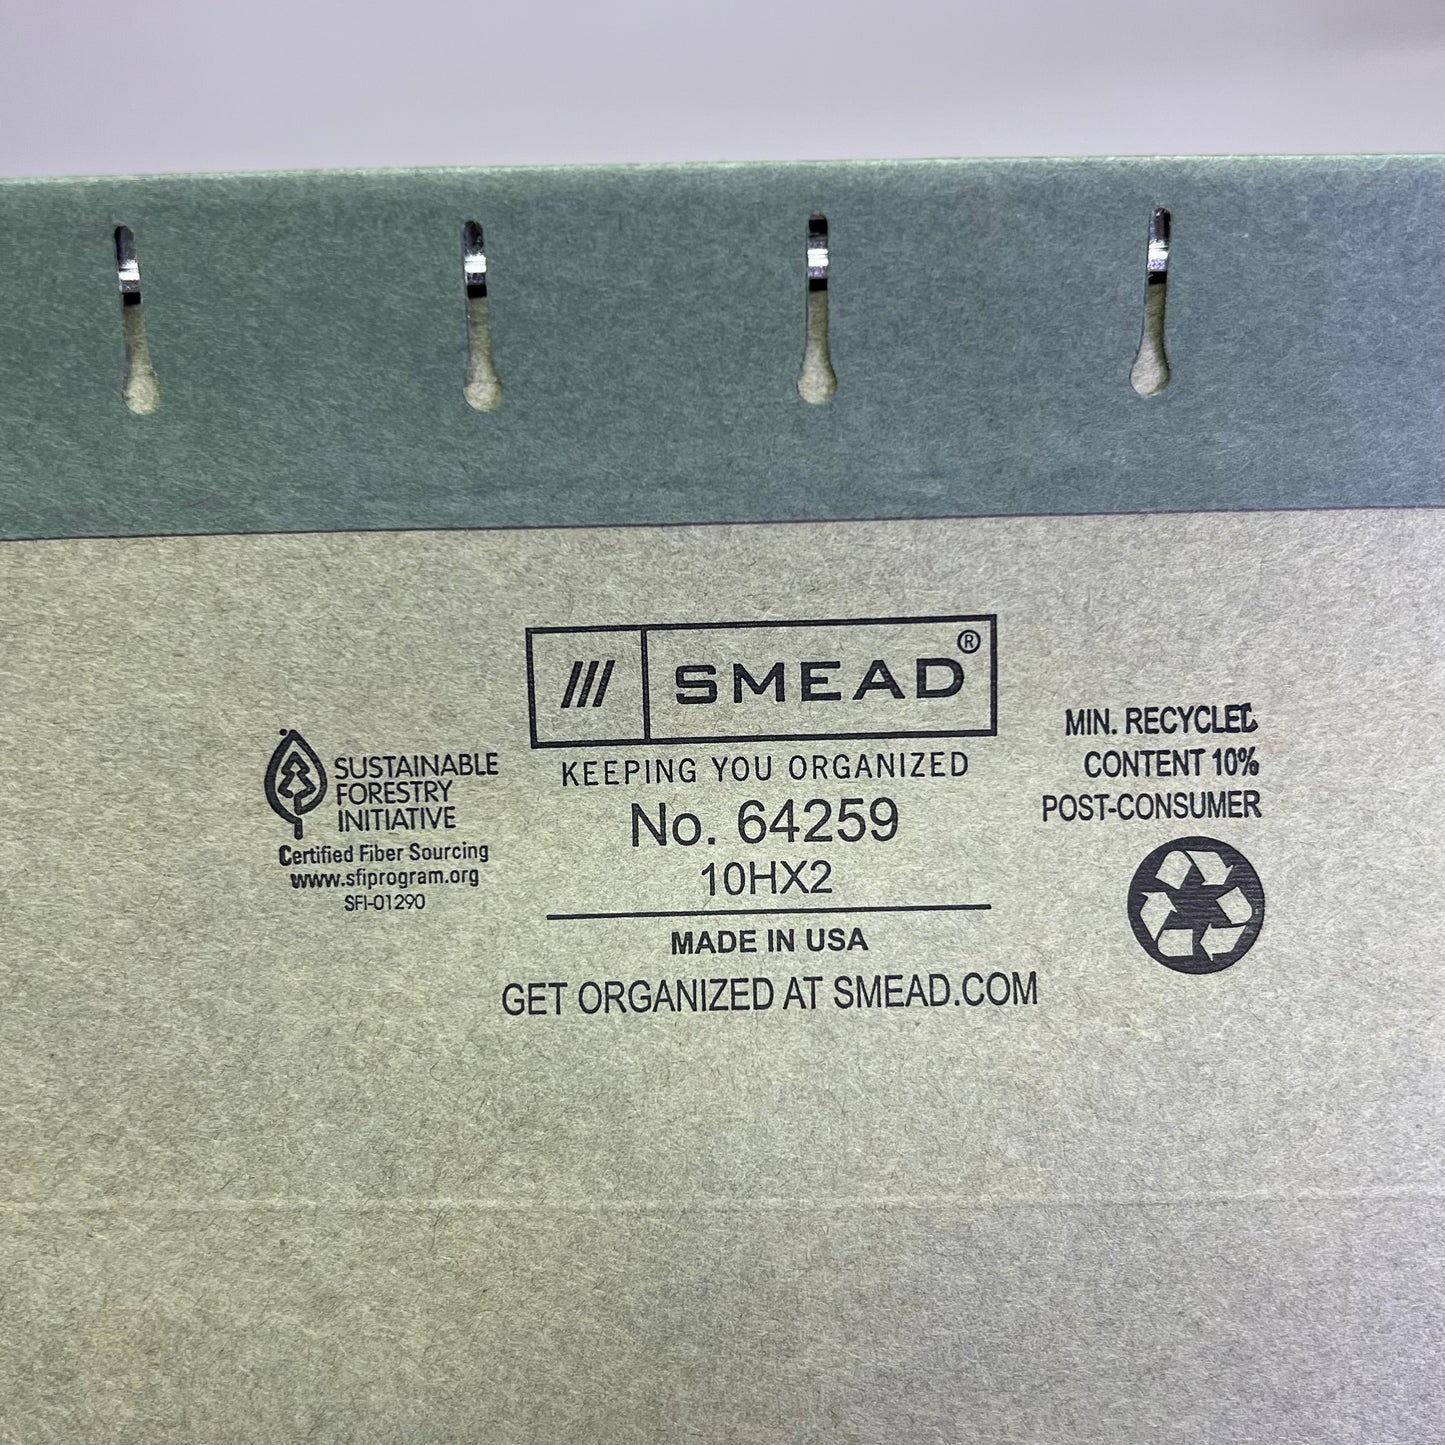 /// SMEAD®
KEEPING YOU ORGANIZED
No. 64259
10HX2
MADE IN USA
GET ORGANIZED AT SMEAD.COM
SUSTAINABLE
FORESTRY
INITIATIVE
Certified Fiber Sourcing
www.sfiprogram.org
SFI-01290
MIN. RECYCLED
CONTENT 10%
POST-CONSUMER